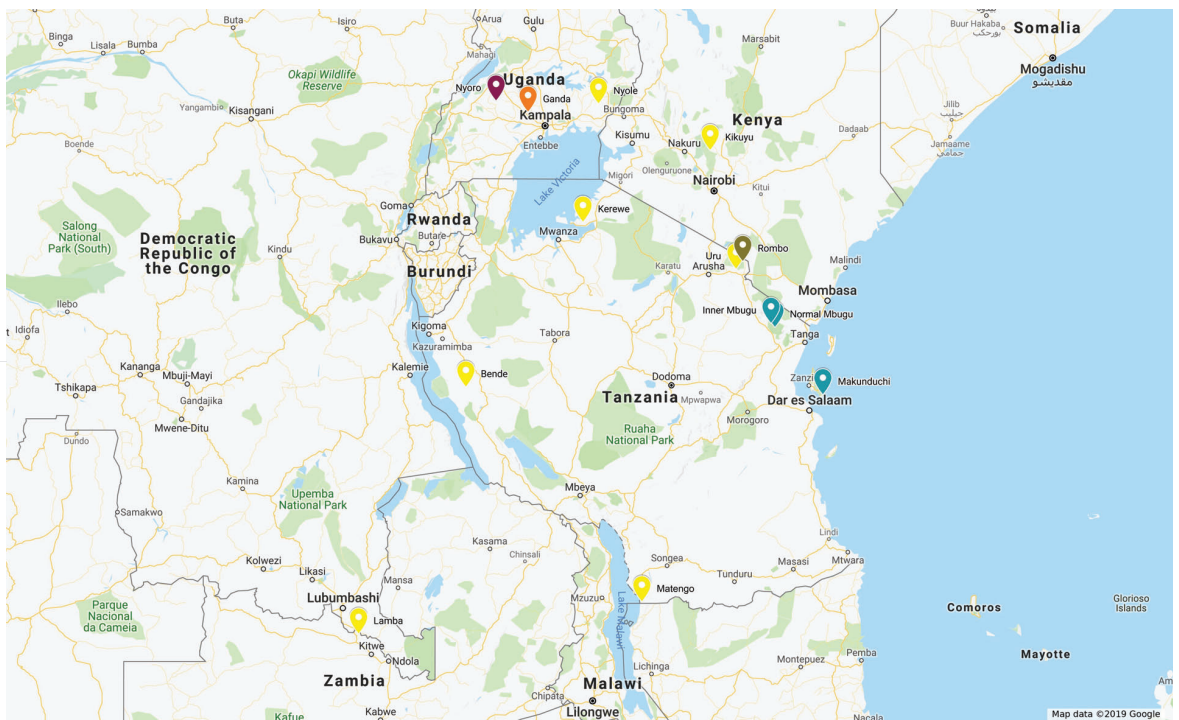 Binga
Lisala
Bumba
Buta
Isiro
Arua
Gulu
Mahagi
Marsabit
Buur Hakaba
Somalia
Mogadishu
مقديشو
Okapi Wildlife
Reserve
Yangambi
Kisangani
Nyoro
Uganda
Ganda
Nyole
Bungoma
Kampala
Entebbe
Kisumu
Nakuru
Kenya
Kikuyu
Dadaab
Jilib
جيليب
Jamaame
جمامي
Boende
Migori
Olenguruone
Nairobi
Kitui
Lake Victoria
Goma
Rwanda
Bukavu
Butare
Kerewe
Mwanza
Salong
National
Park (South)
Democratic
Republic of
the Congo
Kindu
Burundi
Karatu
Uru
Arusha
Rombo
Malindi
Mombasa
Inner Mbugu
Normal Mbugu
Tanga
Ilebo
t
Idiofa
Kigoma
Kazuramimba
Tabora
Kananga
Mbuji-Mayi
Tshikapa
Gandajika
Mwene-Ditu
Kalemie
Bende
Dodoma
Mpwapwa
Tanzania
Zanzi
Makunduchi
Dar es Salaam
Morogoro
Ruaha
National Park
Dundo
Kamina
Upemba
National Park
Samakwo
Mbeya
Kasama
Chinsali
Lindi
Mtwara
Kolwezi
Likasi
Mansa
Songea
Tunduru
Masasi
Lubumbashi
Lamba
Mzuzu
Matengo
Lake Malawi
Parque
Nacional
da Cameia
Kitwe
Ndola
Comoros
Glorioso
Islands
Zambia
Lichinga
Montepuez
Pemba
Mayotte
Malawi
Chipata
Lilongwe
Kabwe
Kafue
Nacala
Am
Map data ©2019 Google